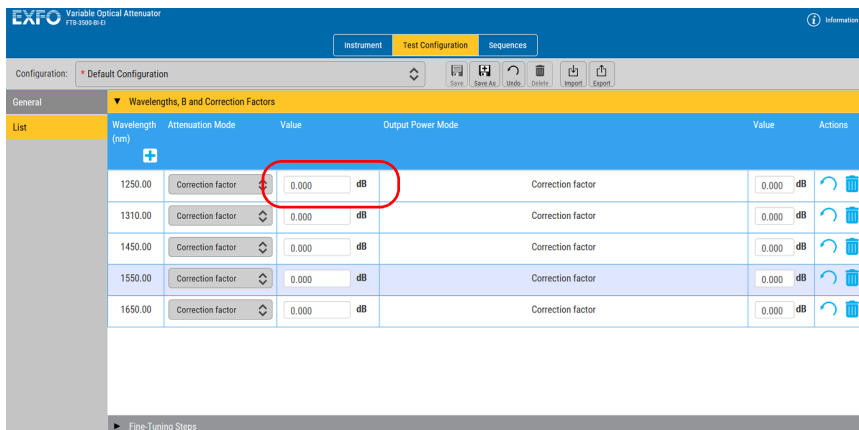 EXFO Variable Optical Attenuator
FTB-3500-BI-EI
Information
Instrument Test Configuration Sequences
Configuration: * Default Configuration
Save Save As Undo Delete Import Export
General
▼ Wavelengths, B and Correction Factors
List
Wavelength (nm) Attenuation Mode Value Output Power Mode Value Actions
1250.00 Correction factor 0.000 dB Correction factor 0.000 dB
1310.00 Correction factor 0.000 dB Correction factor 0.000 dB
1450.00 Correction factor 0.000 dB Correction factor 0.000 dB
1550.00 Correction factor 0.000 dB Correction factor 0.000 dB
1650.00 Correction factor 0.000 dB Correction factor 0.000 dB
► Fine-Tuning Steps